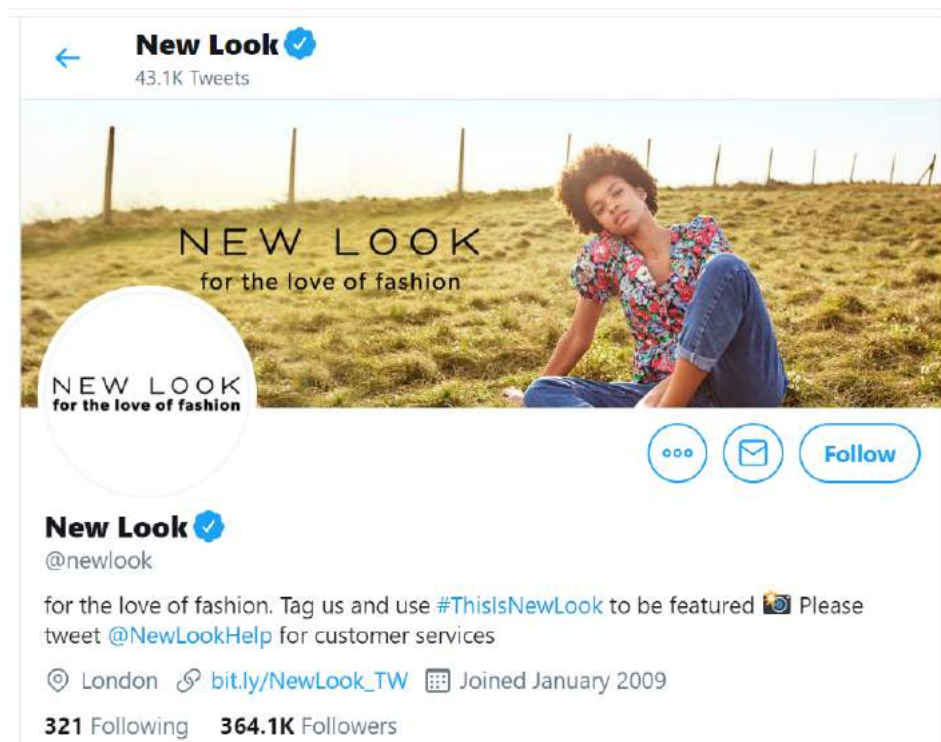 New Look
43.1K Tweets
NEW LOOK
for the love of fashion
NEW LOOK
for the love of fashion
Follow
New Look
@newlook
for the love of fashion. Tag us and use #ThisIsNewLook to be featured 📸 Please
tweet @NewLookHelp for customer services
London bit.ly/NewLook_TW Joined January 2009
321 Following 364.1K Followers